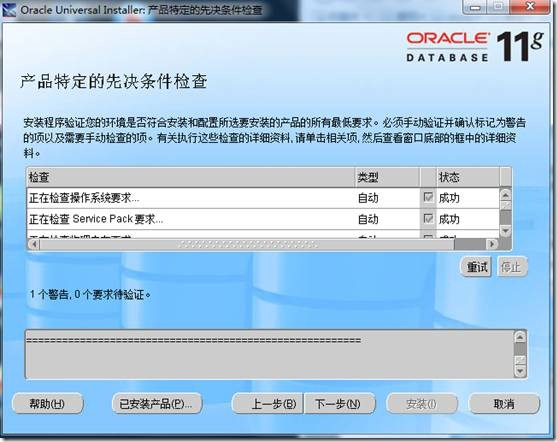 Oracle Universal Installer: 产品特定的先决条件检查
ORACLE
DATABASE 11g
产品特定的先决条件检查
安装程序验证您的环境是否符合安装和配置所选要安装的产品的所有最低要求。必须手动验证并确认标记为警告
的项以及需要手动检查的项。有关执行这些检查的详细资料,请单击相关项,然后查看窗口底部的框中的详细资
料。
检查 类型 状态
正在检查操作系统要求... 自动 成功
正在检查 Service Pack 要求... 自动 成功
重试 停止
1 个警告, 0 个要求待验证。
================================================================
帮助(H) 已安装产品(P)... 上一步(B) 下一步(N) 安装(I) 取消